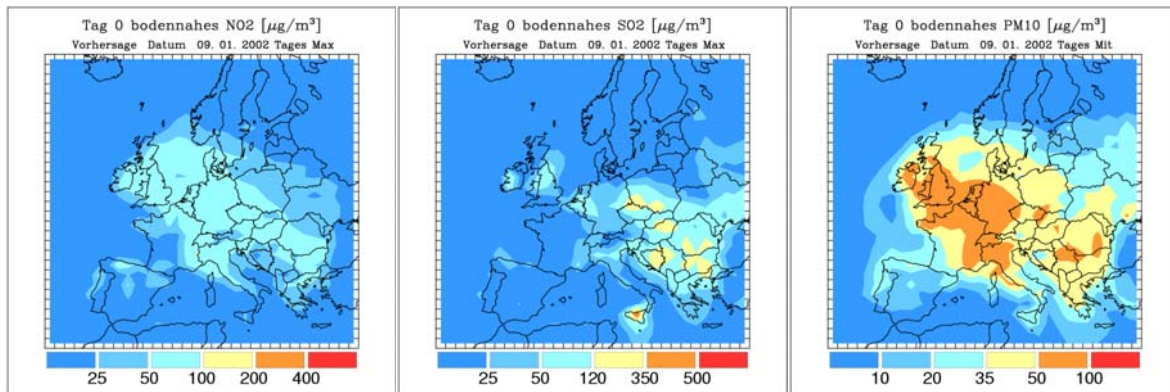 Tag 0 bodennahes NO2 [µg/m³]
Vorhersage Datum 09. 01. 2002 Tages Max
25 50 100 200 400
Tag 0 bodennahes SO2 [µg/m³]
Vorhersage Datum 09. 01. 2002 Tages Max
25 50 120 350 500
Tag 0 bodennahes PM10 [µg/m³]
Vorhersage Datum 09. 01. 2002 Tages Mit
10 20 35 50 100